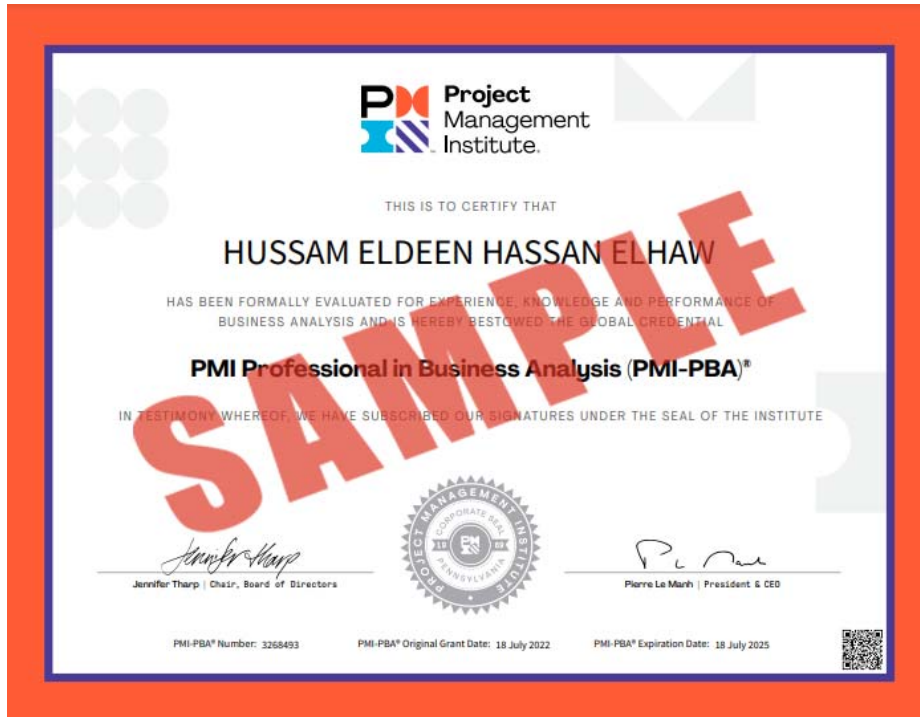 Project
Management
Institute.
THIS IS TO CERTIFY THAT
HUSSAM ELDEEN HASSAN ELHAW
HAS BEEN FORMALLY EVALUATED FOR EXPERIENCE, KNOWLEDGE AND PERFORMANCE OF
BUSINESS ANALYSIS AND IS HEREBY BESTOWED THE GLOBAL CREDENTIAL
PMI Professional in Business Analysis (PMI-PBA)®
IN TESTIMONY WHEREOF, WE HAVE SUBSCRIBED OUR SIGNATURES UNDER THE SEAL OF THE INSTITUTE
SAMPLE
PROJECT MANAGEMENT INSTITUTE
CORPORATE SEAL
1969
PENNSYLVANIA
Jennifer Tharp
Jennifer Tharp | Chair, Board of Directors
Pierre Le Manh | President & CEO
PMI-PBA® Number: 3268493
PMI-PBA® Original Grant Date: 18 July 2022
PMI-PBA® Expiration Date: 18 July 2025